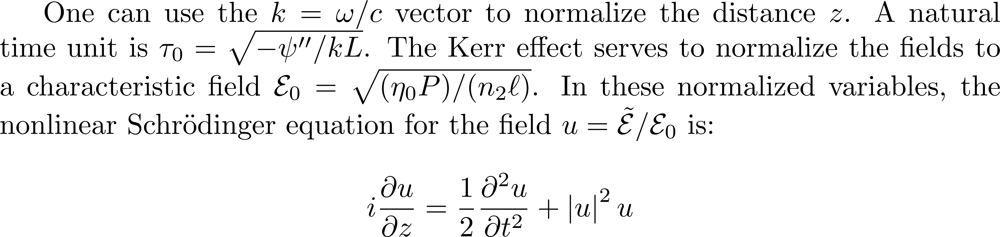 One can use the $k = \omega/c$ vector to normalize the distance $z$. A natural
time unit is $\tau_0 = \sqrt{-\psi''/kL}$. The Kerr effect serves to normalize the fields to
a characteristic field $\mathcal{E}_0 = \sqrt{(\eta_0 P)/(n_2 \ell)}$. In these normalized variables, the
nonlinear Schrödinger equation for the field $u = \tilde{\mathcal{E}}/\mathcal{E}_0$ is:
$i\frac{\partial u}{\partial z} = \frac{1}{2}\frac{\partial^2 u}{\partial t^2} + |u|^2 u$